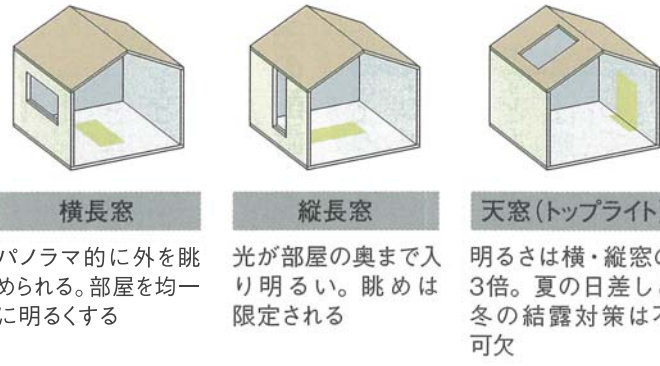 横長窓
パノラマ的に外を眺
められる。部屋を均一
に明るくする
縦長窓
光が部屋の奥まで入
り明るい。眺めは
限定される
天窓(トップライト
明るさは横・縦窓の
3倍。夏の日差し
冬の結露対策は不
可欠